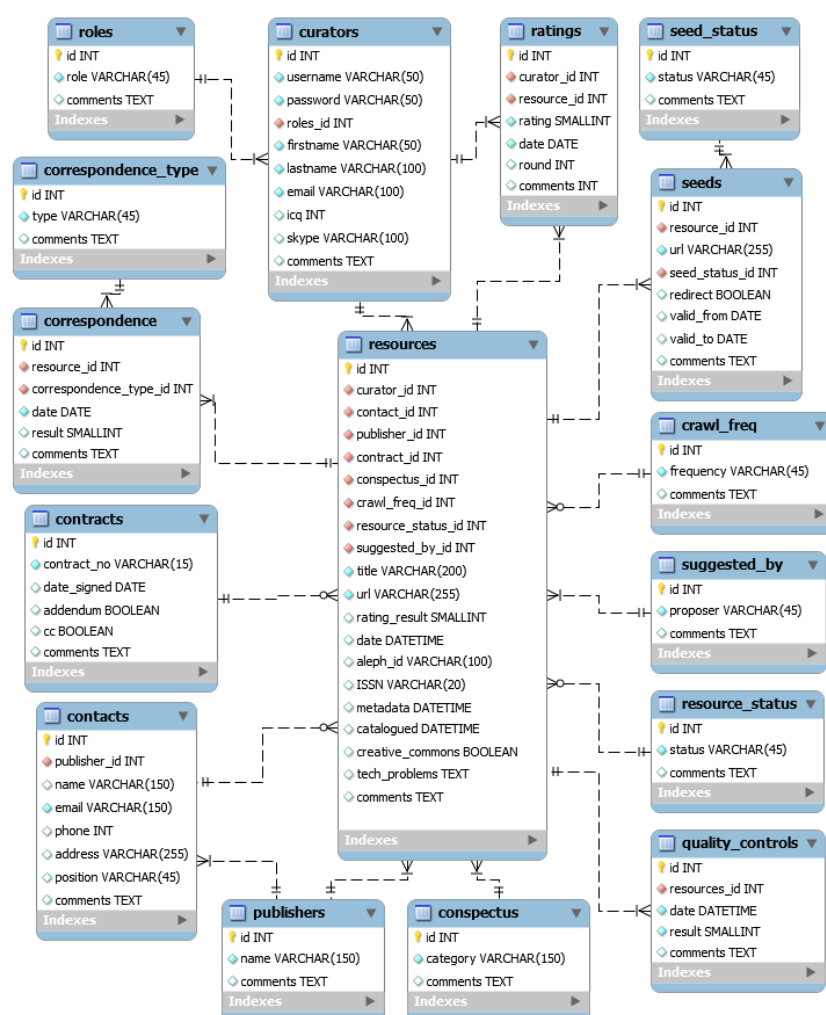 roles
id INT
role VARCHAR(45)
comments TEXT
Indexes
curators
id INT
username VARCHAR(50)
password VARCHAR(50)
roles_id INT
firstname VARCHAR(50)
lastname VARCHAR(100)
email VARCHAR(100)
icq INT
skype VARCHAR(100)
comments TEXT
Indexes
ratings
id INT
curator_id INT
resource_id INT
rating SMALLINT
date DATE
round INT
comments INT
Indexes
seed_status
id INT
status VARCHAR(45)
comments TEXT
Indexes
correspondence_type
id INT
type VARCHAR(45)
comments TEXT
Indexes
seeds
id INT
resource_id INT
url VARCHAR(255)
seed_status_id INT
redirect BOOLEAN
valid_from DATE
valid_to DATE
comments TEXT
Indexes
correspondence
id INT
resource_id INT
correspondence_type_id INT
date DATE
result SMALLINT
comments TEXT
Indexes
resources
id INT
curator_id INT
contact_id INT
publisher_id INT
contract_id INT
conspectus_id INT
crawl_freq_id INT
resource_status_id INT
suggested_by_id INT
title VARCHAR(200)
url VARCHAR(255)
rating_result SMALLINT
date DATETIME
aleph_id VARCHAR(100)
ISSN VARCHAR(20)
metadata DATETIME
catalogued DATETIME
creative_commons BOOLEAN
tech_problems TEXT
comments TEXT
Indexes
crawl_freq
id INT
frequency VARCHAR(45)
comments TEXT
Indexes
contracts
id INT
contract_no VARCHAR(15)
date_signed DATE
addendum BOOLEAN
cc BOOLEAN
comments TEXT
Indexes
suggested_by
id INT
proposer VARCHAR(45)
comments TEXT
Indexes
contacts
id INT
publisher_id INT
name VARCHAR(150)
email VARCHAR(150)
phone INT
address VARCHAR(255)
position VARCHAR(45)
comments TEXT
Indexes
resource_status
id INT
status VARCHAR(45)
comments TEXT
Indexes
quality_controls
id INT
resources_id INT
date DATETIME
result SMALLINT
comments TEXT
Indexes
publishers
id INT
name VARCHAR(150)
comments TEXT
Indexes
conspectus
id INT
category VARCHAR(150)
comments TEXT
Indexes